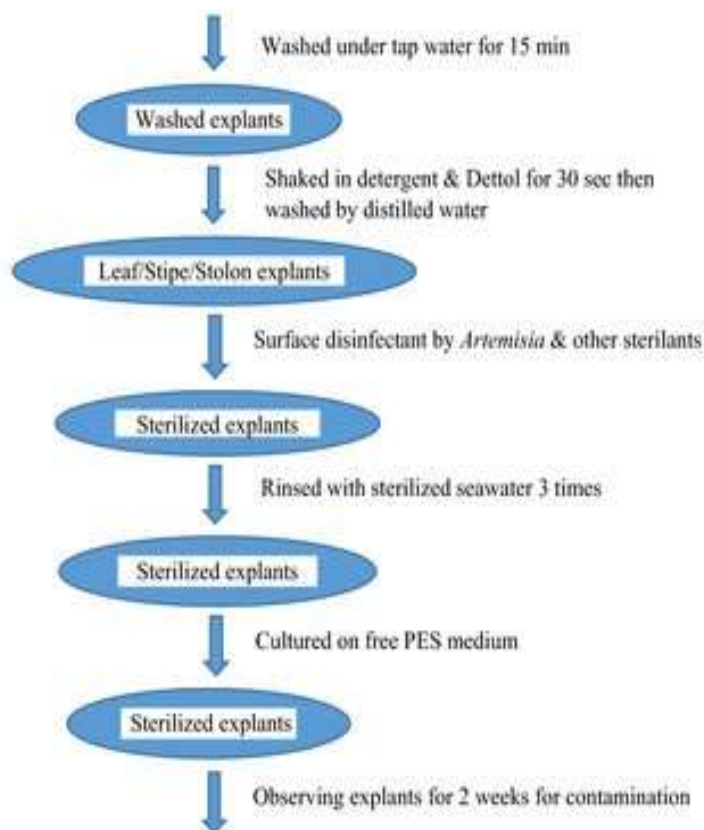 Washed under tap water for 15 min
Washed explants
Shaked in detergent & Dettol for 30 sec then
washed by distilled water
Leaf/Stipe/Stolon explants
Surface disinfectant by Artemisia & other sterilants
Sterilized explants
Rinsed with sterilized seawater 3 times
Sterilized explants
Cultured on free PES medium
Sterilized explants
Observing explants for 2 weeks for contamination